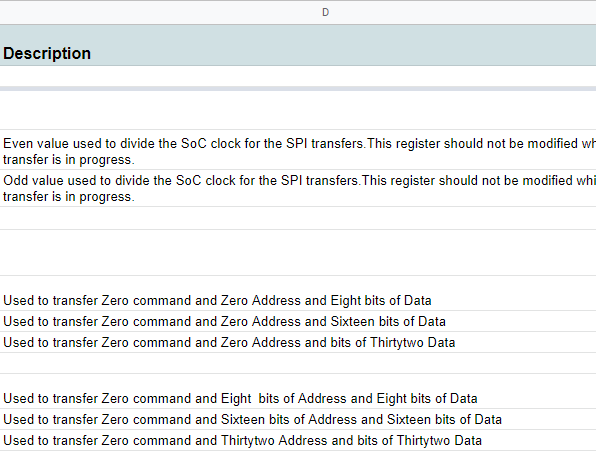 D
Description
Even value used to divide the SoC clock for the SPI transfers.This register should not be modified
transfer is in progress.
Odd value used to divide the SoC clock for the SPI transfers.This register should not be modified
transfer is in progress.
Used to transfer Zero command and Zero Address and Eight bits of Data
Used to transfer Zero command and Zero Address and Sixteen bits of Data
Used to transfer Zero command and Zero Address and bits of Thirtytwo Data
Used to transfer Zero command and Eight  bits of Address and Eight bits of Data
Used to transfer Zero command and Sixteen bits of Address and Sixteen bits of Data
Used to transfer Zero command and Thirtytwo Address and bits of Thirtytwo Data